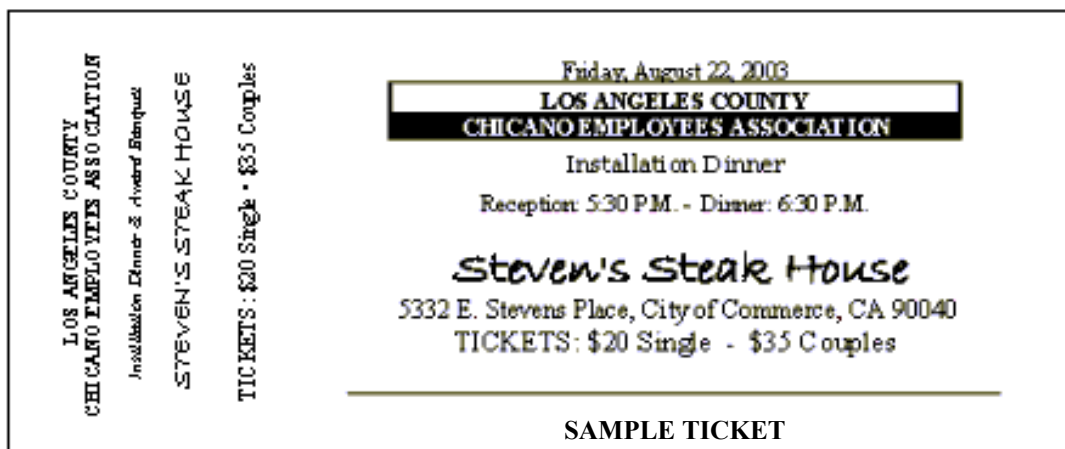 LOS ANGELES COUNTY
CHICANO EMPLOYEES ASSOCIATION
Installation Dinner & Award Banquet
STEVEN'S STEAK HOUSE
TICKETS: $20 Single • $35 Couples
Friday, August 22, 2003
LOS ANGELES COUNTY
CHICANO EMPLOYEES ASSOCIATION
Installation Dinner
Reception: 5:30 P.M. - Dinner: 6:30 P.M.
Steven's Steak House
5332 E. Stevens Place, City of Commerce, CA 90040
TICKETS: $20 Single - $35 Couples
SAMPLE TICKET